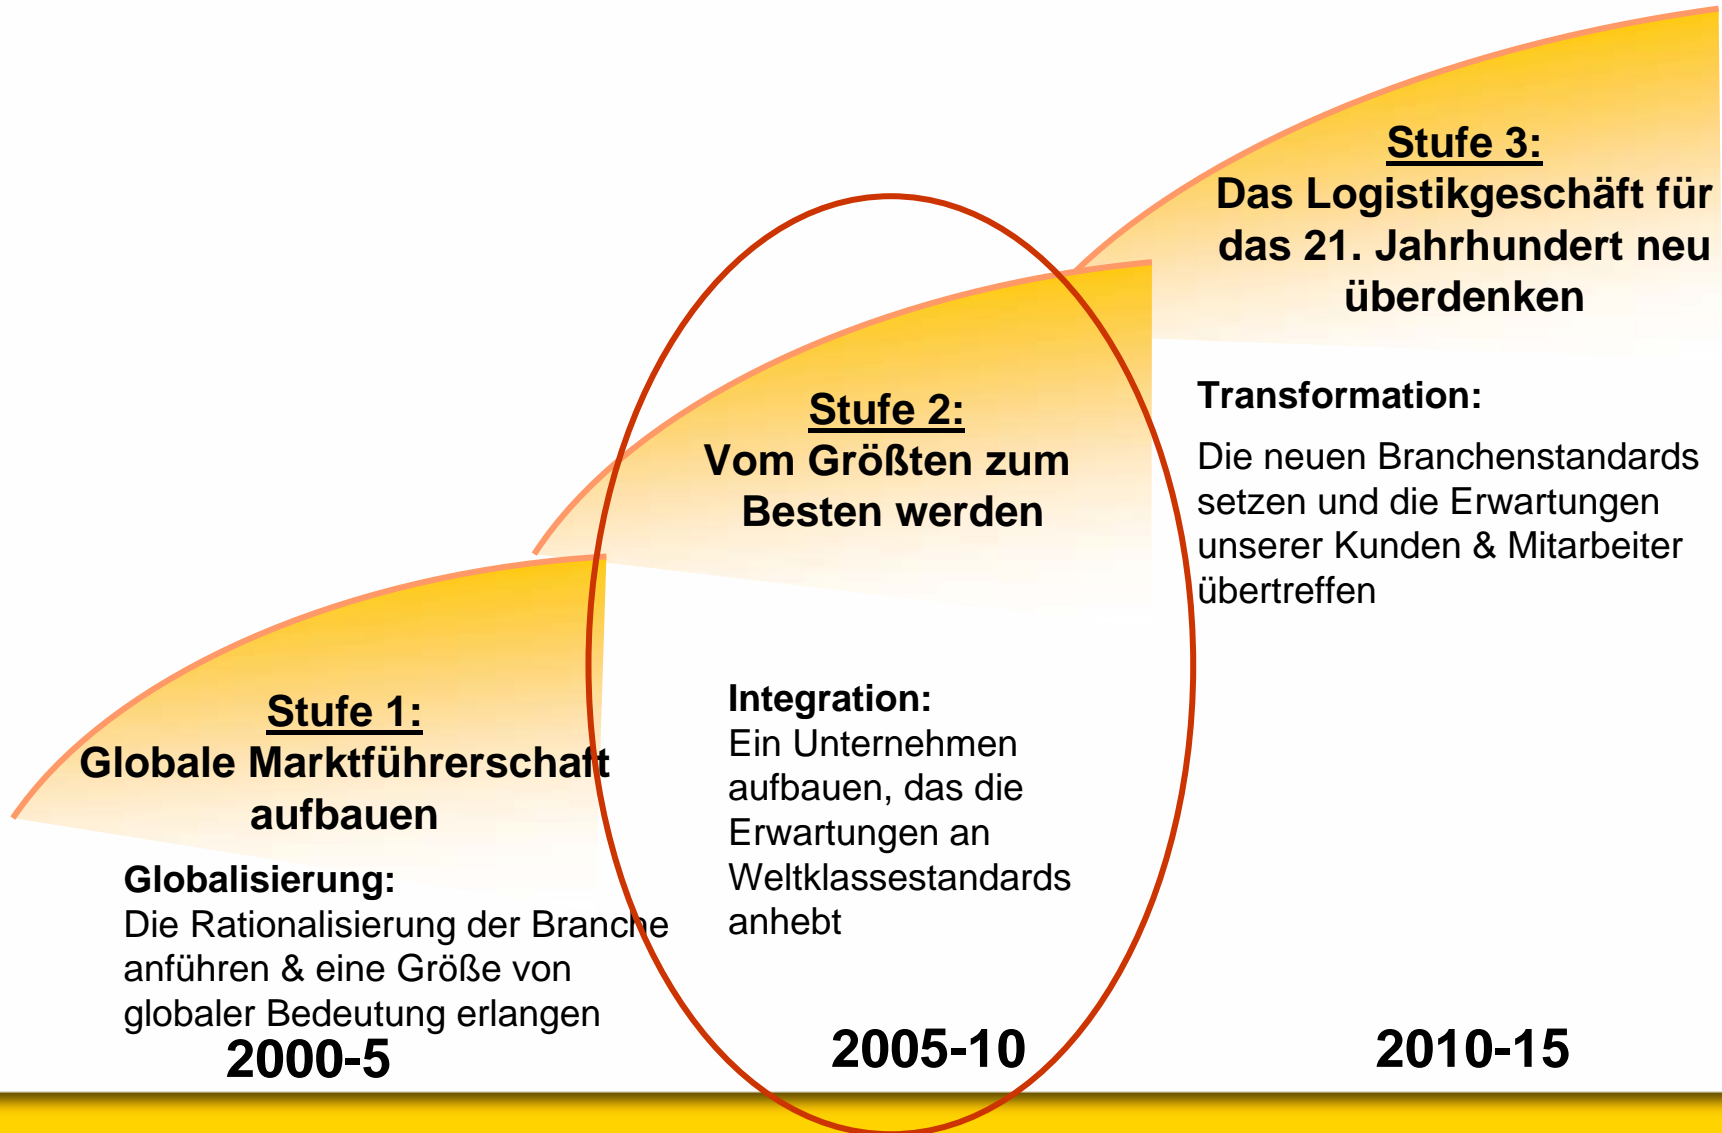 Stufe 1:
Globale Marktführerschaft
aufbauen
Globalisierung:
Die Rationalisierung der Branche
anführen & eine Größe von
globaler Bedeutung erlangen
2000-5
Stufe 2:
Vom Größten zum
Besten werden
Integration:
Ein Unternehmen
aufbauen, das die
Erwartungen an
Weltklassestandards
anhebt
2005-10
Stufe 3:
Das Logistikgeschäft für
das 21. Jahrhundert neu
überdenken
Transformation:
Die neuen Branchenstandards
setzen und die Erwartungen
unserer Kunden & Mitarbeiter
übertreffen
2010-15